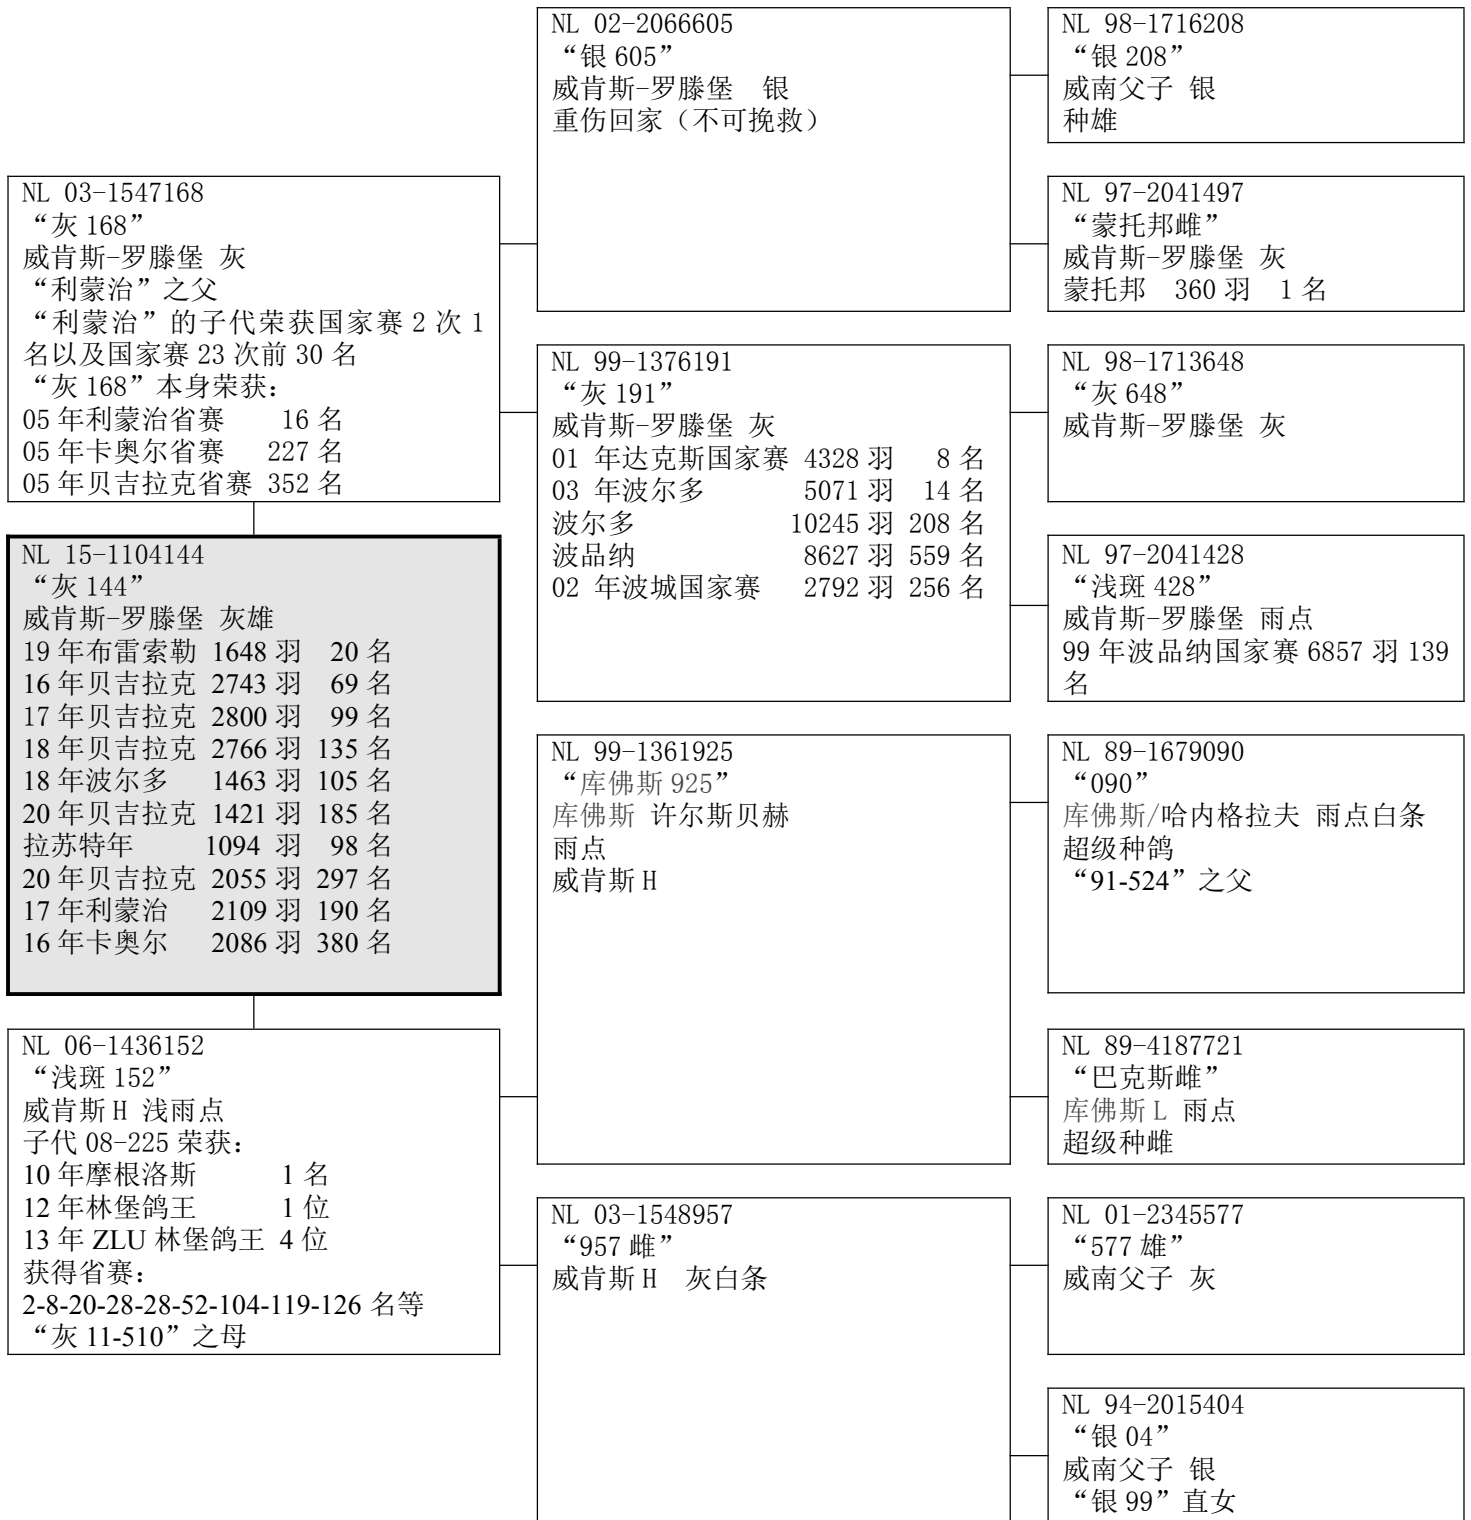 NL 03-1547168
“灰 168”
威肯斯-罗滕堡 灰
“利蒙治”之父
“利蒙治”的子代荣获国家赛 2 次 1
名以及国家赛 23 次前 30 名
“灰 168”本身荣获：
05 年利蒙治省赛 16 名
05 年卡奥尔省赛 227 名
05 年贝吉拉克省赛 352 名
NL 15-1104144
“灰 144”
威肯斯-罗滕堡 灰雄
19 年布雷索勒 1648 羽 20 名
16 年贝吉拉克 2743 羽 69 名
17 年贝吉拉克 2800 羽 99 名
18 年贝吉拉克 2766 羽 135 名
18 年波尔多 1463 羽 105 名
20 年贝吉拉克 1421 羽 185 名
拉苏特年 1094 羽 98 名
20 年贝吉拉克 2055 羽 297 名
17 年利蒙治 2109 羽 190 名
16 年卡奥尔 2086 羽 380 名
NL 06-1436152
“浅斑 152”
威肯斯 H 浅雨点
子代 08-225 荣获：
10 年摩根洛斯 1 名
12 年林堡鸽王 1 位
13 年 ZLU 林堡鸽王 4 位
获得省赛：
2-8-20-28-28-52-104-119-126 名等
“灰 11-510”之母
NL 02-2066605
“银 605”
威肯斯-罗滕堡 银
重伤回家（不可挽救）
NL 99-1376191
“灰 191”
威肯斯-罗滕堡 灰
01 年达克斯国家赛 4328 羽 8 名
03 年波尔多 5071 羽 14 名
波尔多 10245 羽 208 名
波品纳 8627 羽 559 名
02 年波城国家赛 2792 羽 256 名
NL 99-1361925
“库佛斯 925”
库佛斯 许尔斯贝赫
雨点
威肯斯 H
NL 03-1548957
“957 雌”
威肯斯 H 灰白条
NL 98-1716208
“银 208”
威南父子 银
种雄
NL 97-2041497
“蒙托邦雌”
威肯斯-罗滕堡 灰
蒙托邦 360 羽 1 名
NL 98-1713648
“灰 648”
威肯斯-罗滕堡 灰
NL 97-2041428
“浅斑 428”
威肯斯-罗滕堡 雨点
99 年波品纳国家赛 6857 羽 139
名
NL 89-1679090
“090”
库佛斯/哈内格拉夫 雨点白条
超级种鸽
“91-524”之父
NL 89-4187721
“巴克斯雌”
库佛斯 L 雨点
超级种雌
NL 01-2345577
“577 雄”
威南父子 灰
NL 94-2015404
“银 04”
威南父子 银
“银 99”直女